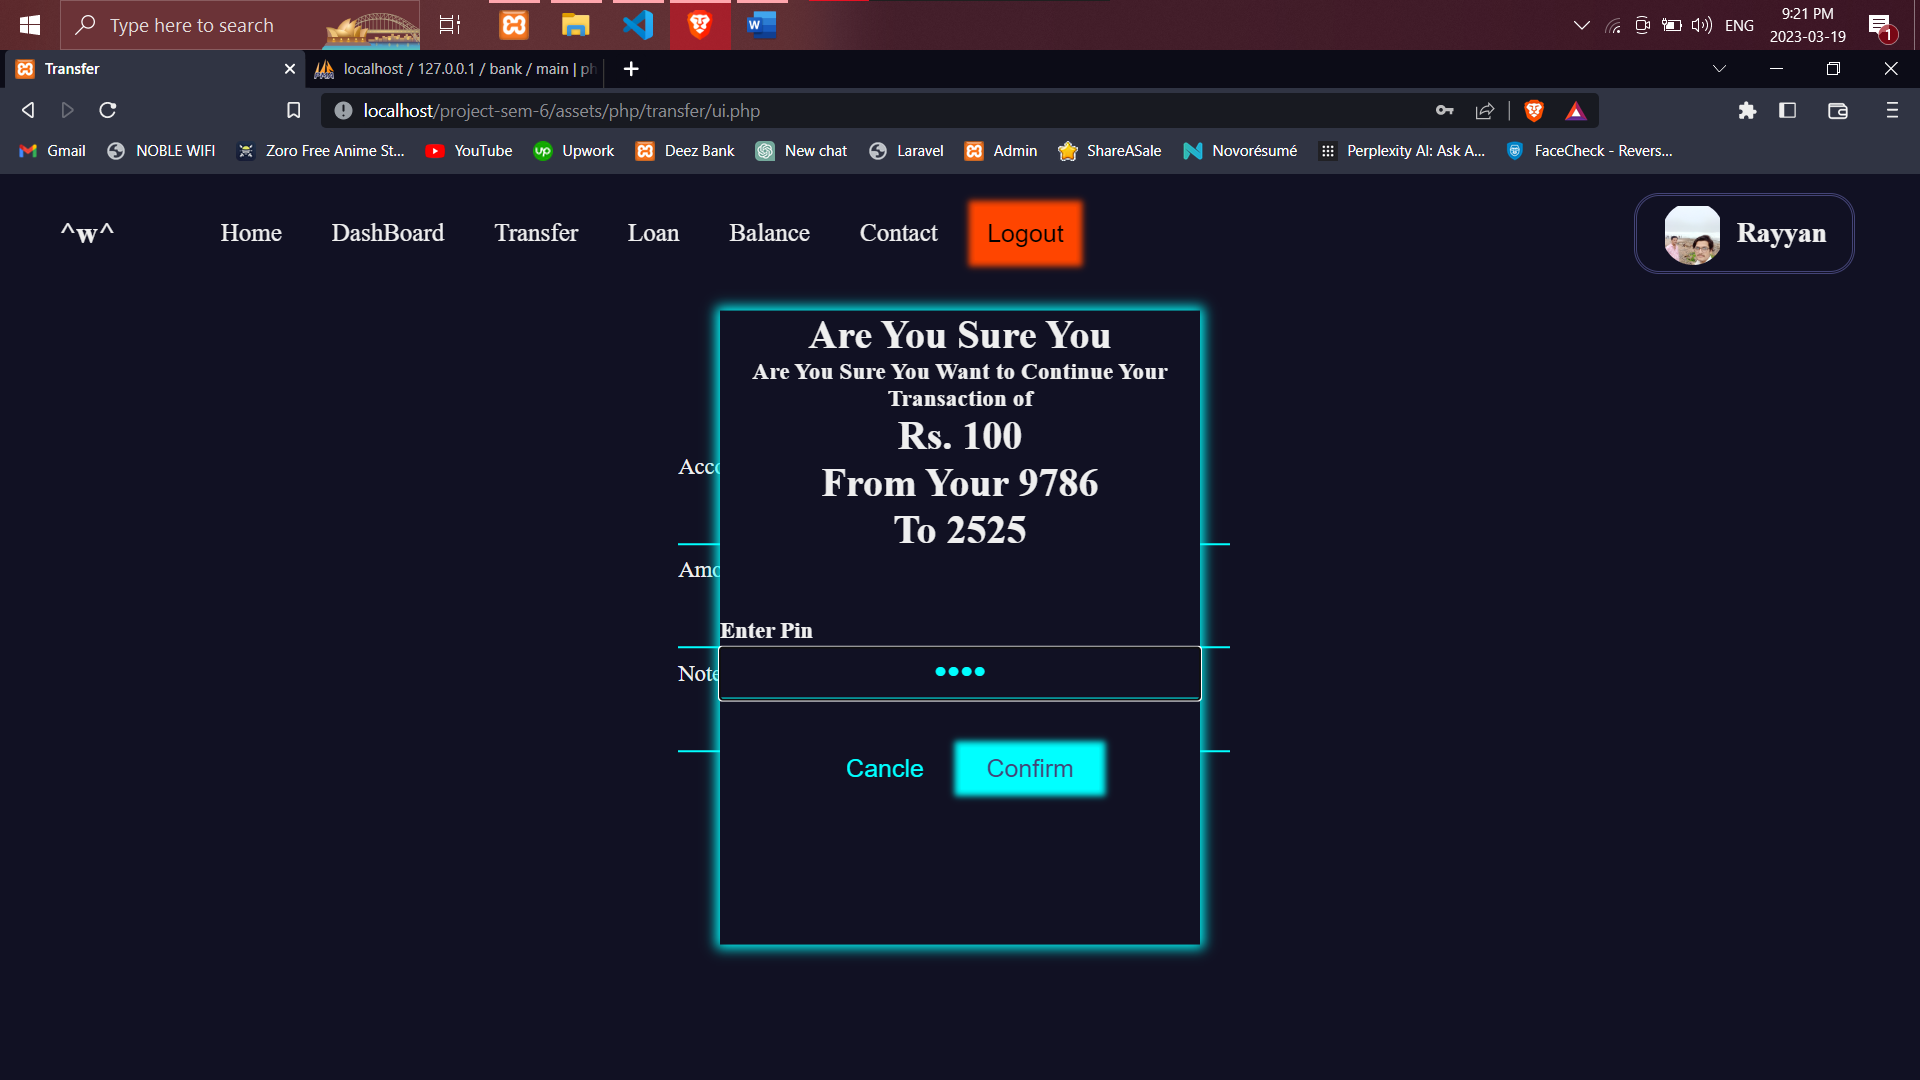 Type here to search
ENG
9:21 PM
2023-03-19
1
Transfer
localhost / 127.0.0.1 / bank / main | ph
localhost/project-sem-6/assets/php/transfer/ui.php
Gmail
NOBLE WIFI
Zoro Free Anime St...
YouTube
Upwork
Deez Bank
New chat
Laravel
Admin
ShareASale
Novorésumé
Perplexity AI: Ask A...
FaceCheck - Revers...
^w^
Home
DashBoard
Transfer
Loan
Balance
Contact
Logout
Rayyan
Are You Sure You
Are You Sure You Want to Continue Your
Transaction of
Rs. 100
From Your 9786
To 2525
Acco
Amo
Enter Pin
Note
Cancle
Confirm